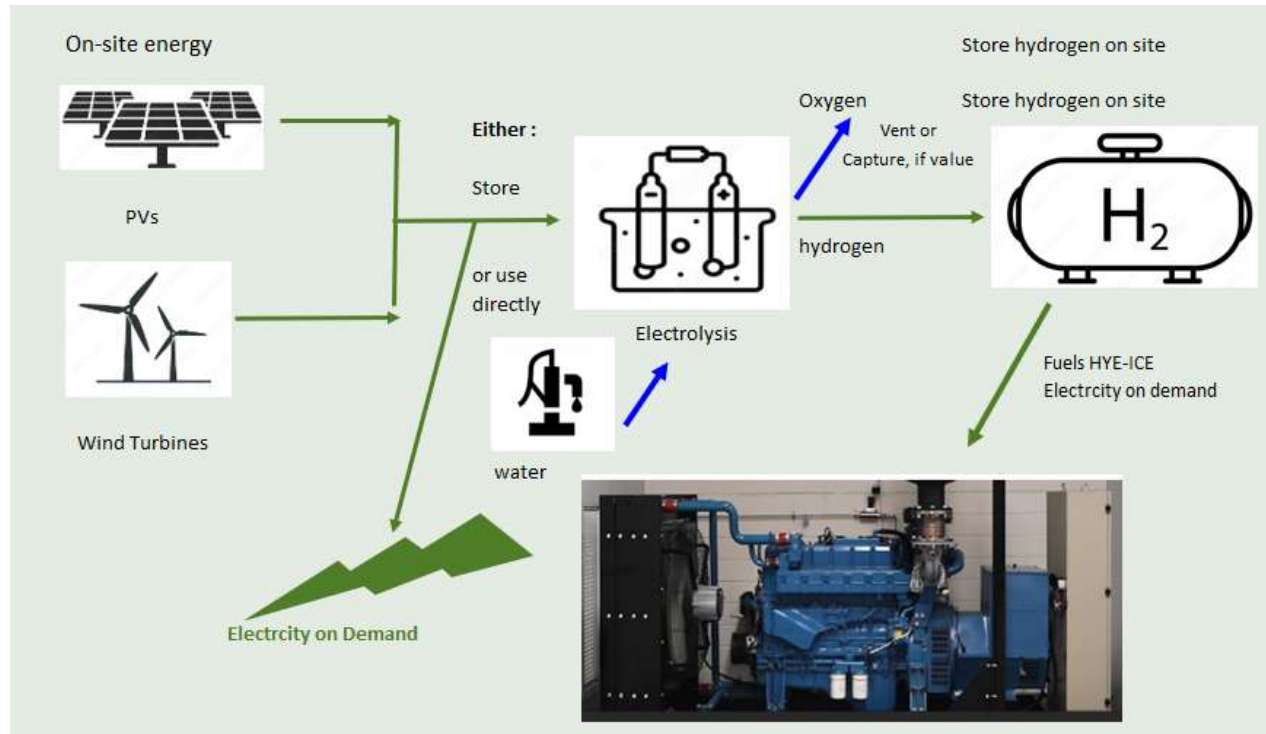 On-site energy
PVs
Wind Turbines
Either :
Store
or use
directly
water
Electrolysis
Oxygen
Vent or
Capture, if value
hydrogen
Store hydrogen on site
Store hydrogen on site
H2
Fuels HYE-ICE
Electrcity on demand
Electrcity on Demand